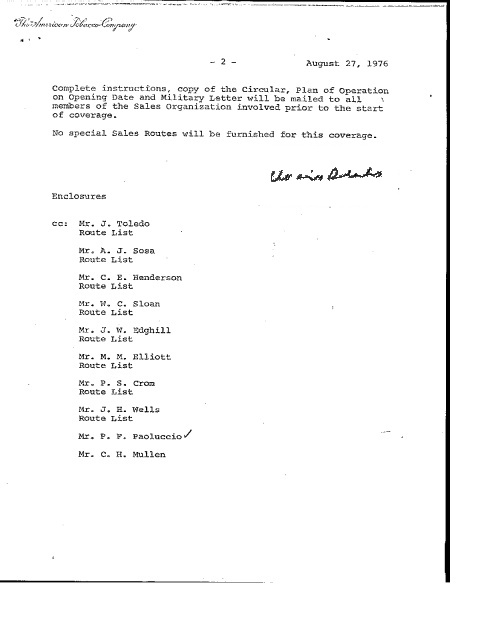 The American Tobacco Company
- 2 -
August 27, 1976
Complete instructions, copy of the Circular, Plan of Operation
on Opening Date and Military Letter will be mailed to all
members of the Sales Organization involved prior to the start
of coverage.
No special Sales Routes will be furnished for this coverage.
Enclosures
cc: Mr. J. Toledo
Route List
Mr. A. J. Sosa
Route List
Mr. C. E. Henderson
Route List
Mr. W. C. Sloan
Route List
Mr. J. W. Edghill
Route List
Mr. M. M. Elliott
Route List
Mr. P. S. Crom
Route List
Mr. J. H. Wells
Route List
Mr. P. F. Paoluccio ✓
Mr. C. H. Mullen